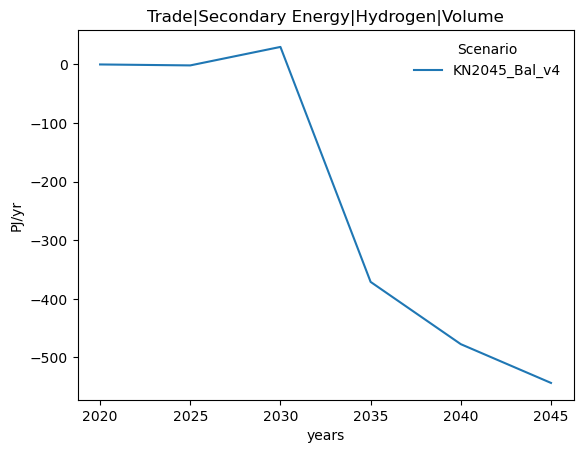 Trade|Secondary Energy|Hydrogen|Volume
Scenario
KN2045_Bal_v4
PJ/yr
0
−100
−200
−300
−400
−500
2020 2025 2030 2035 2040 2045
years